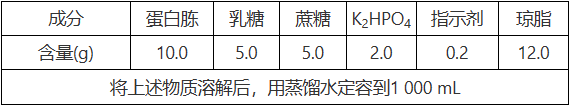 成分 蛋白胨 乳糖 蔗糖 K2HPO4 指示剂 琼脂
含量(g) 10.0 5.0 5.0 2.0 0.2 12.0
将上述物质溶解后，用蒸馏水定容到1 000 mL